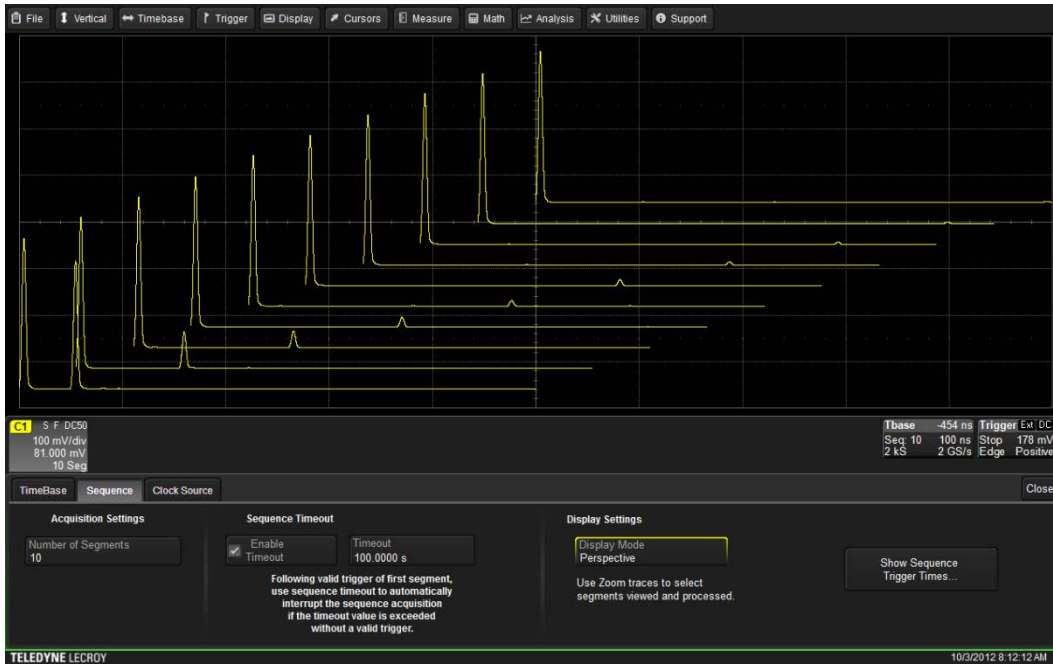 File Vertical Timebase Trigger Display Cursors Measure Math Analysis Utilities Support
C1 S F DC50
100 mV/div
81.000 mV
10 Seg
Tbase -454 ns
Seq: 10 100 ns
2 kS 2 GS/s
Trigger Ext DC
Stop 178 mV
Edge Positive
TimeBase Sequence Clock Source Close
Acquisition Settings
Number of Segments
10
Sequence Timeout
Enable
Timeout
Timeout
100.0000 s
Following valid trigger of first segment,
use sequence timeout to automatically
interrupt the sequence acquisition
if the timeout value is exceeded
without a valid trigger.
Display Settings
Display Mode
Perspective
Use Zoom traces to select
segments viewed and processed.
Show Sequence
Trigger Times...
TELEDYNE LECROY
10/3/2012 8:12:12 AM